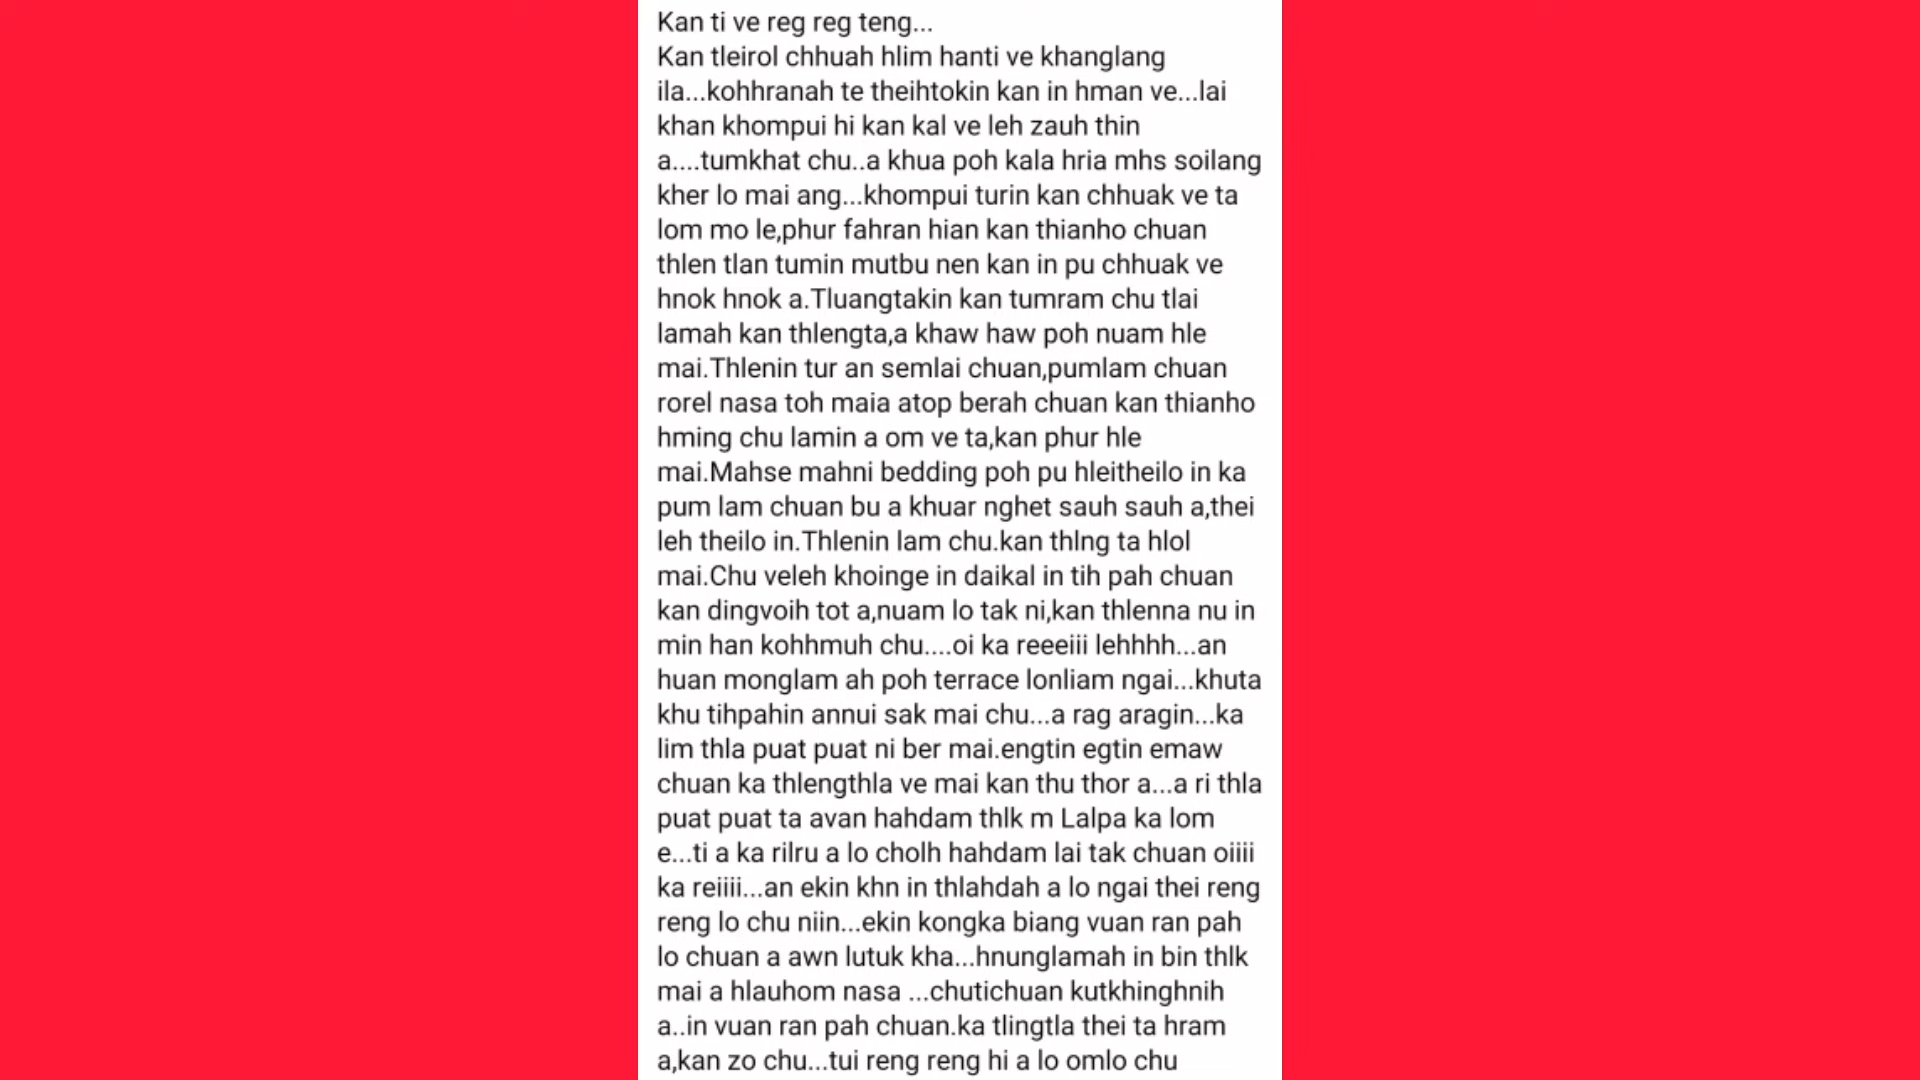 Kan ti ve reg reg teng...
Kan tleirol chhuah hlim hanti ve khanglang
ila...kohhranah te theihtokin kan in hman ve...lai
khan khompui hi kan kal ve leh zauh thin
a....tumkhat chu..a khua poh kala hria mhs soilang
kher lo mai ang...khompui turin kan chhuak ve ta
lom mo le,phur fahran hian kan thianho chuan
thlen tlan tumin mutbu nen kan in pu chhuak ve
hnok hnok a.Tluangtakin kan tumram chu tlai
lamah kan thlengta,a khaw haw poh nuam hle
mai.Thlenin tur an semlai chuan,pumlam chuan
rorel nasa toh maia atop berah chuan kan thianho
hming chu lamin a om ve ta,kan phur hle
mai.Mahse mahni bedding poh pu hleitheilo in ka
pum lam chuan bu a khuar nghet sauh sauh a,thei
leh theilo in.Thlenin lam chu.kan thlng ta hlol
mai.Chu veleh khoinge in daikal in tih pah chuan
kan dingvoih tot a,nuam lo tak ni,kan thlenna nu in
min han kohhmuh chu....oi ka reeeiii lehhhh...an
huan monglam ah poh terrace lonliam ngai...khuta
khu tihpahin annui sak mai chu...a rag aragin...ka
lim thla puat puat ni ber mai.engtin egtin emaw
chuan ka thlengthla ve mai kan thu thor a...a ri thla
puat puat ta avan hahdam thlk m Lalpa ka lom
e...ti a ka rilru a lo cholh hahdam lai tak chuan oiiii
ka reiiii...an ekin khn in thlahdah a lo ngai thei reng
reng lo chu niin...ekin kongka biang vuan ran pah
lo chuan a awn lutuk kha...hnunglamah in bin thlk
mai a hlauhom nasa ...chutichuan kutkhinghnih
a..in vuan ran pah chuan.ka tlingtla thei ta hram
a,kan zo chu...tui reng reng hi a lo omlo chu